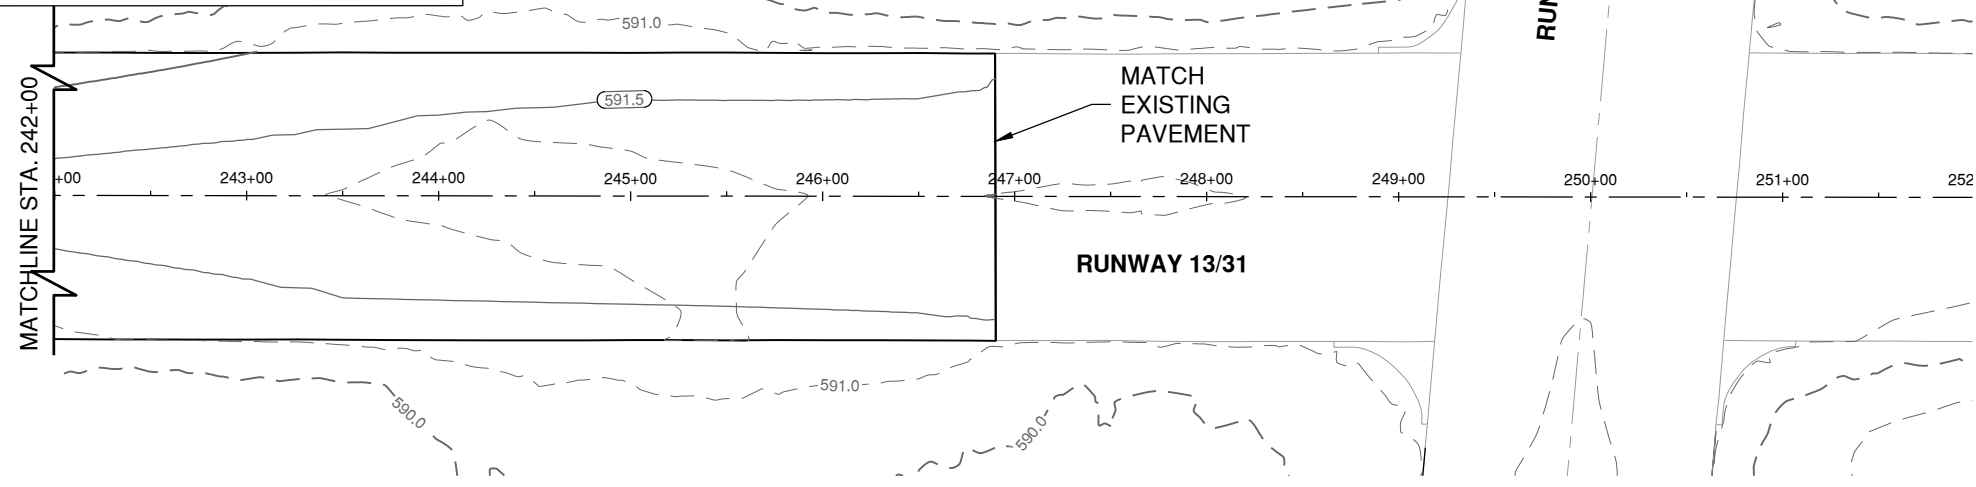 591.0
RUN
MATCHLINE STA. 242+00
591.5
MATCH
EXISTING
PAVEMENT
+00
243+00
244+00
245+00
246+00
247+00
248+00
249+00
250+00
251+00
252
RUNWAY 13/31
590.0
591.0
590.0